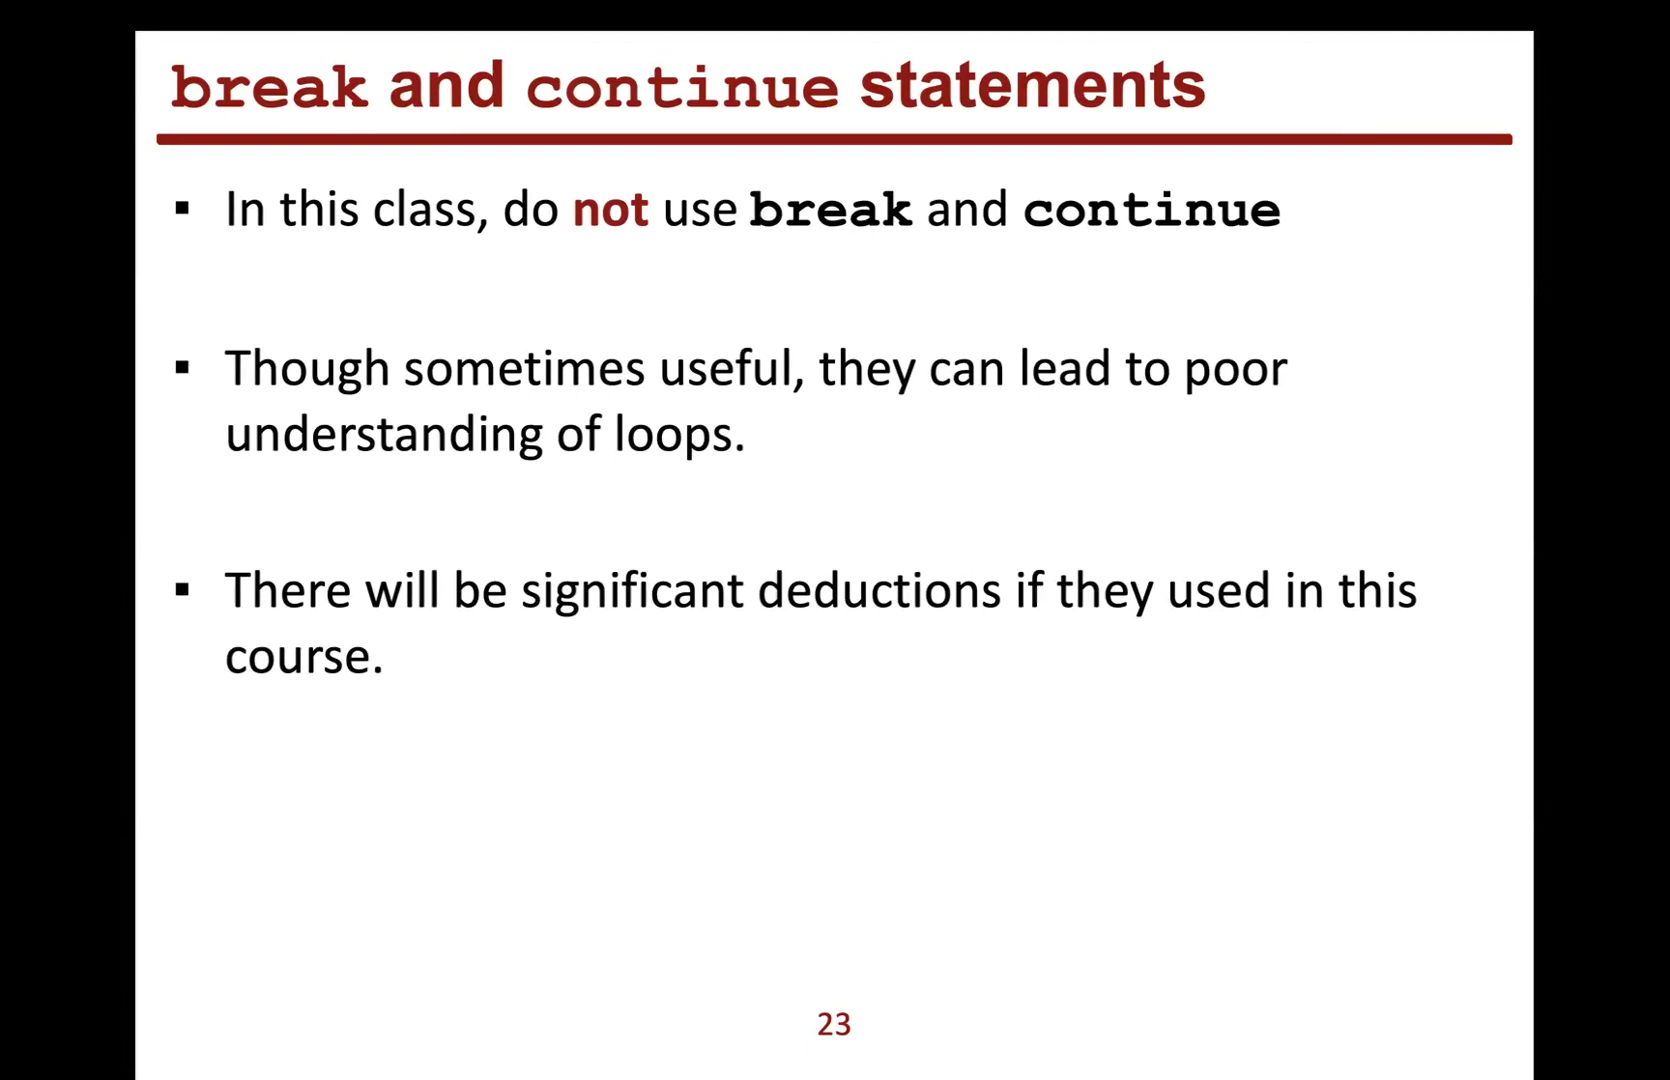 break and continue statements
▪ In this class, do not use break and continue
▪ Though sometimes useful, they can lead to poor
understanding of loops.
▪ There will be significant deductions if they used in this
course.
23